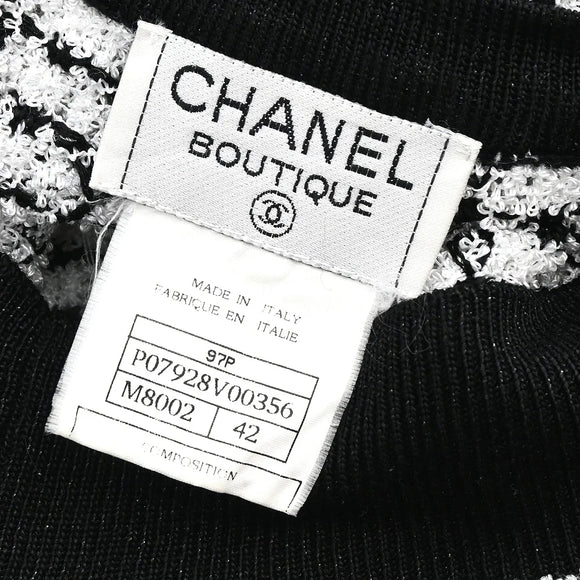 CHANEL
BOUTIQUE
MADE IN ITALY
FABRIQUE EN ITALIE
97P
P07928V00356
M8002 42
COMPOSITION